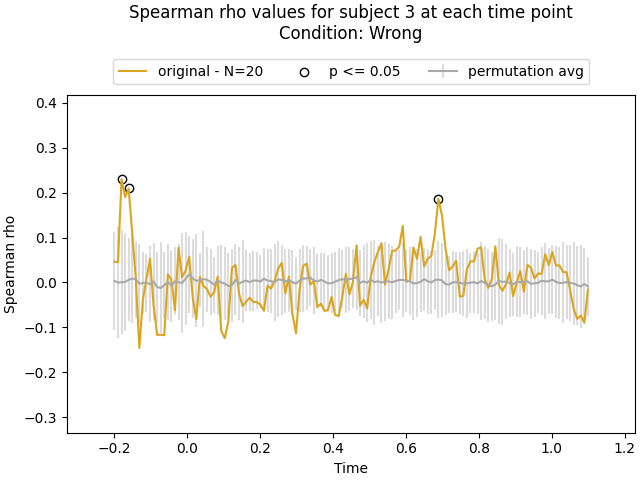 Spearman rho values for subject 3 at each time point
Condition: Wrong
original - N=20 p <= 0.05 permutation avg
0.4
0.3
0.2
0.1
0.0
−0.1
−0.2
−0.3
Spearman rho
−0.2 0.0 0.2 0.4 0.6 0.8 1.0 1.2
Time